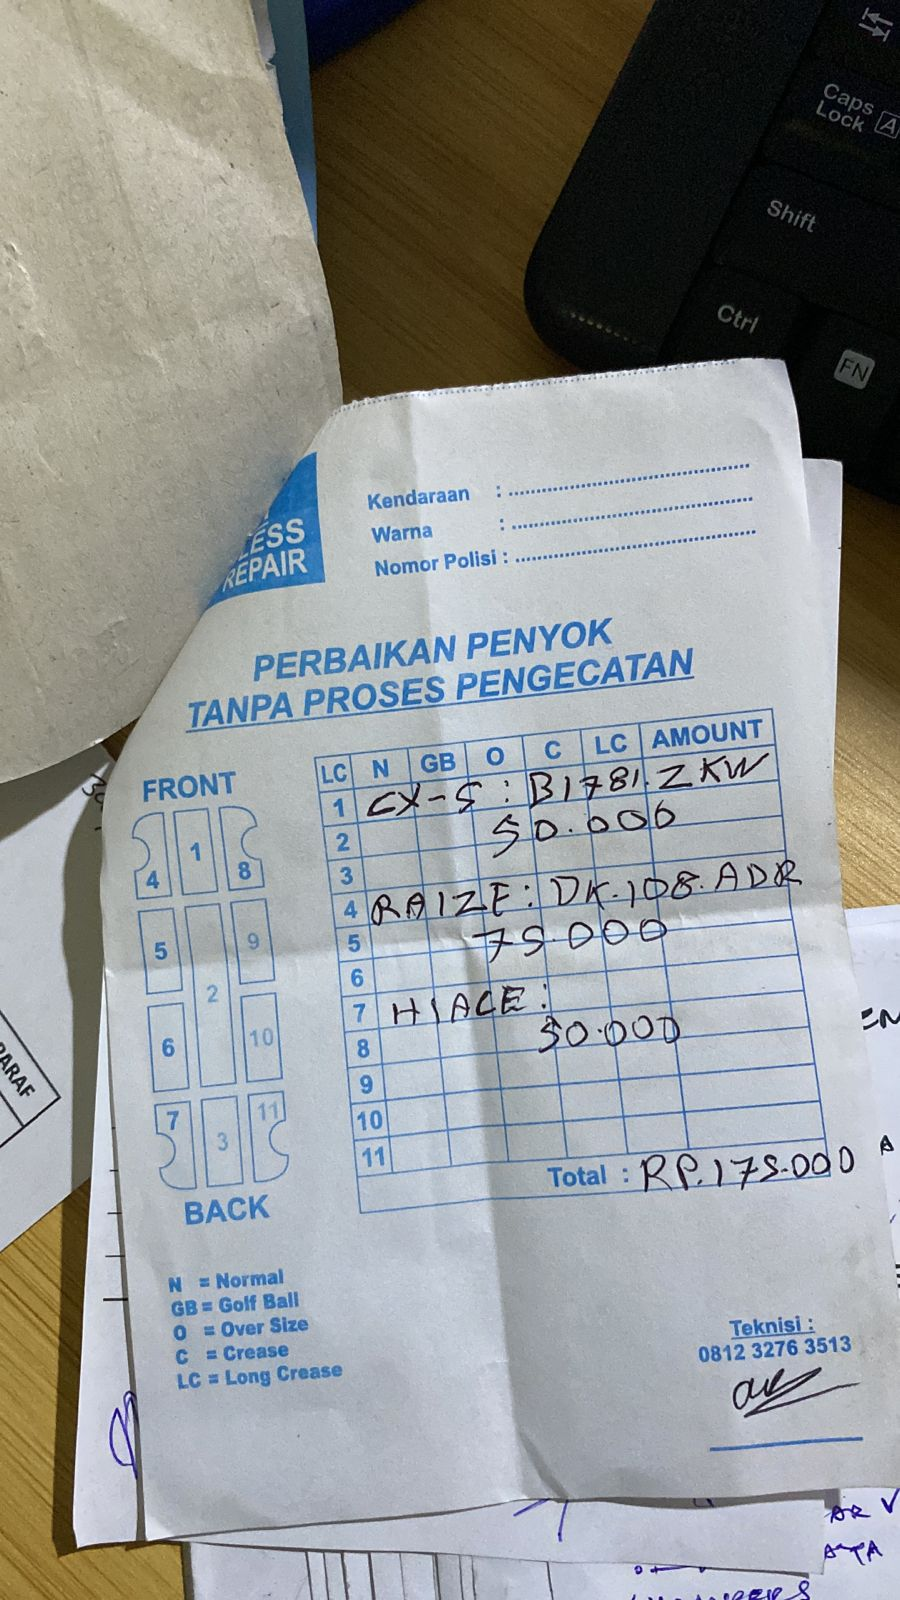 Caps Lock A
Shift
Ctrl
FN
LESS
REPAIR
Kendaraan :
Warna :
Nomor Polisi :
PERBAIKAN PENYOK
TANPA PROSES PENGECATAN
FRONT
1
4
8
5
9
2
6
10
7
3
11
BACK
LC N GB O C LC AMOUNT
1 CX-5 : B1781.ZKW
2 50.000
3
4 RAIZE : DK.108.ADR
5 75.000
6
7 HIACE :
8 50.000
9
10
11
Total : RP.175.000
N = Normal
GB = Golf Ball
O = Over Size
C = Crease
LC = Long Crease
Teknisi :
0812 3276 3513
PARAF